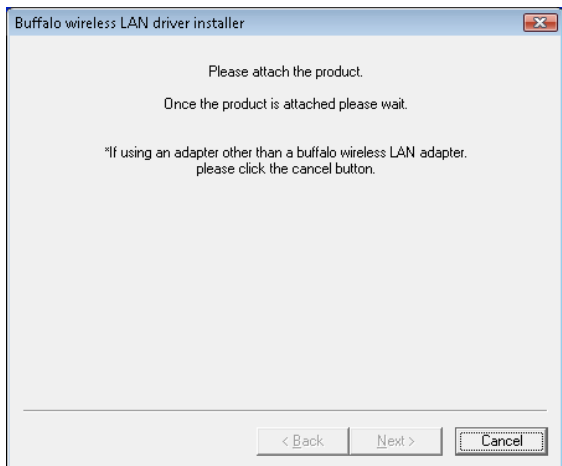 Buffalo wireless LAN driver installer
Please attach the product.
Once the product is attached please wait.
*If using an adapter other than a buffalo wireless LAN adapter.
please click the cancel button.
< Back
Next >
Cancel